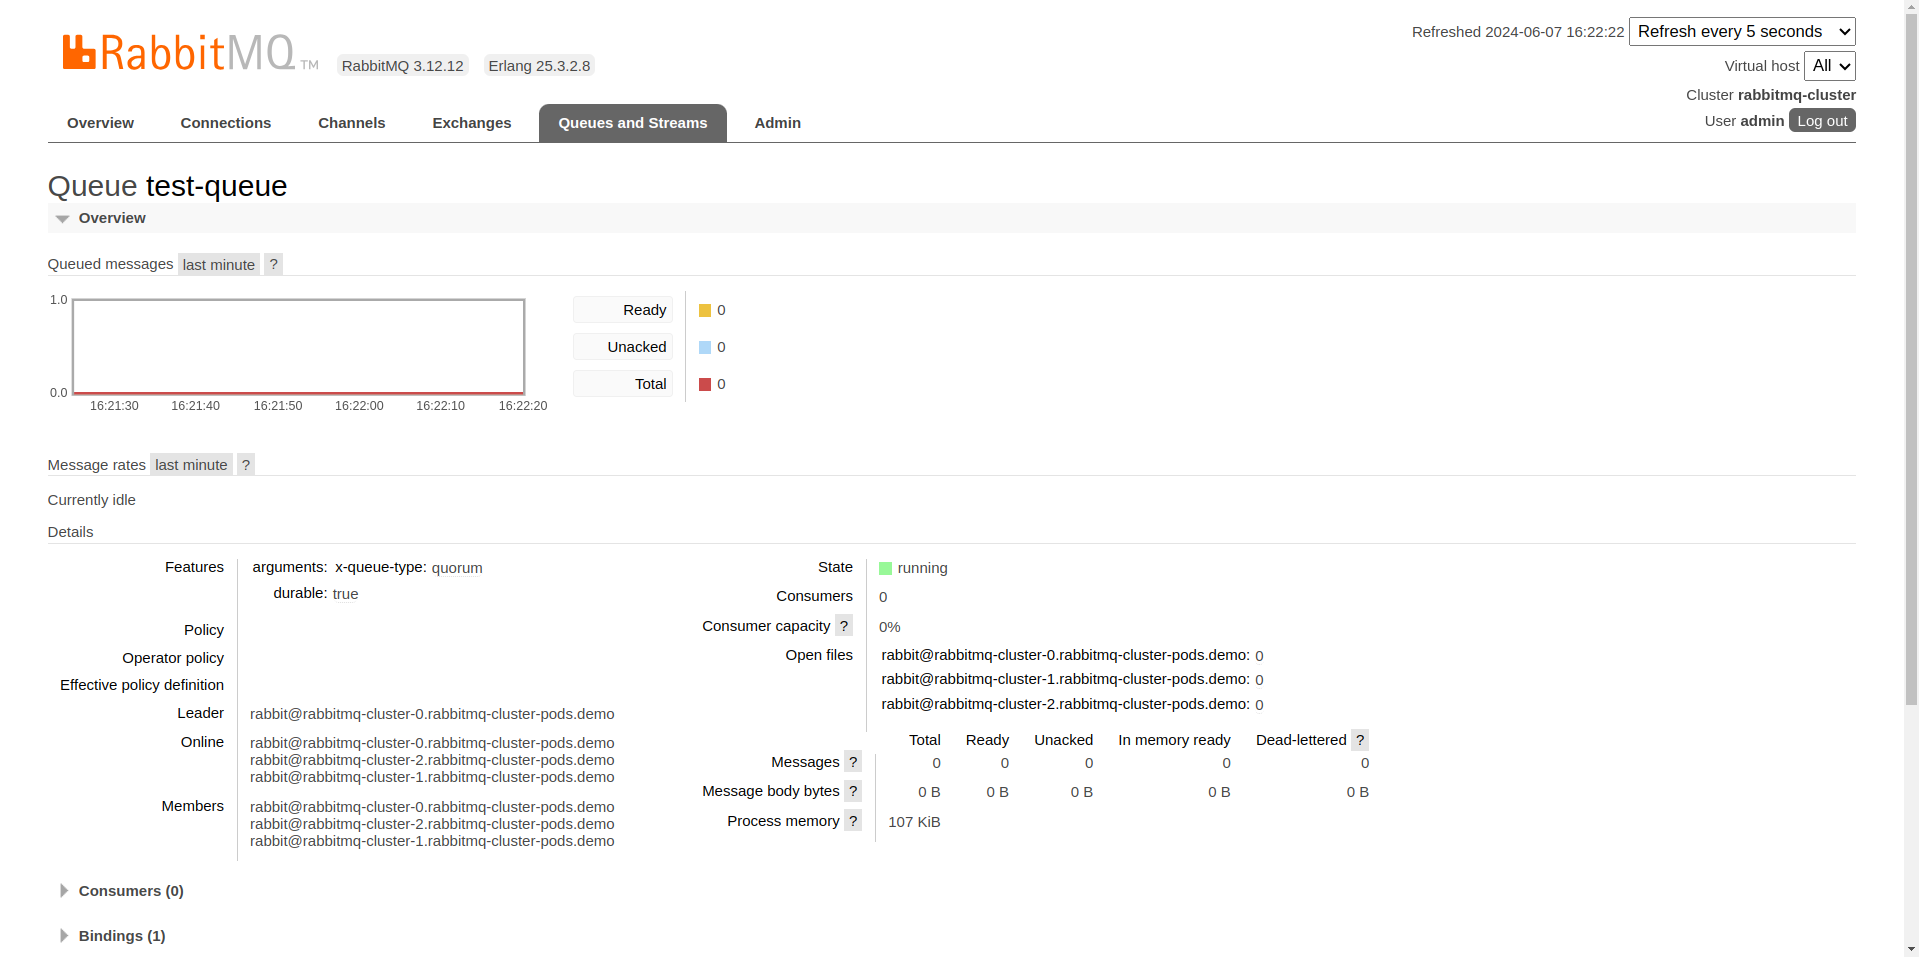 RabbitMQ™ RabbitMQ 3.12.12 Erlang 25.3.2.8
Refreshed 2024-06-07 16:22:22 Refresh every 5 seconds
Virtual host All
Cluster rabbitmq-cluster
User admin Log out
Overview Connections Channels Exchanges Queues and Streams Admin
Queue test-queue
Overview
Queued messages last minute ?
1.0
0.0
16:21:30 16:21:40 16:21:50 16:22:00 16:22:10 16:22:20
Ready 0
Unacked 0
Total 0
Message rates last minute ?
Currently idle
Details
Features arguments: x-queue-type: quorum
durable: true
Policy
Operator policy
Effective policy definition
Leader rabbit@rabbitmq-cluster-0.rabbitmq-cluster-pods.demo
Online rabbit@rabbitmq-cluster-0.rabbitmq-cluster-pods.demo
rabbit@rabbitmq-cluster-2.rabbitmq-cluster-pods.demo
rabbit@rabbitmq-cluster-1.rabbitmq-cluster-pods.demo
Members rabbit@rabbitmq-cluster-0.rabbitmq-cluster-pods.demo
rabbit@rabbitmq-cluster-2.rabbitmq-cluster-pods.demo
rabbit@rabbitmq-cluster-1.rabbitmq-cluster-pods.demo
State running
Consumers 0
Consumer capacity ? 0%
Open files rabbit@rabbitmq-cluster-0.rabbitmq-cluster-pods.demo: 0
rabbit@rabbitmq-cluster-1.rabbitmq-cluster-pods.demo: 0
rabbit@rabbitmq-cluster-2.rabbitmq-cluster-pods.demo: 0
Total Ready Unacked In memory ready Dead-lettered ?
Messages ? 0 0 0 0 0
Message body bytes ? 0 B 0 B 0 B 0 B 0 B
Process memory ? 107 KiB
Consumers (0)
Bindings (1)